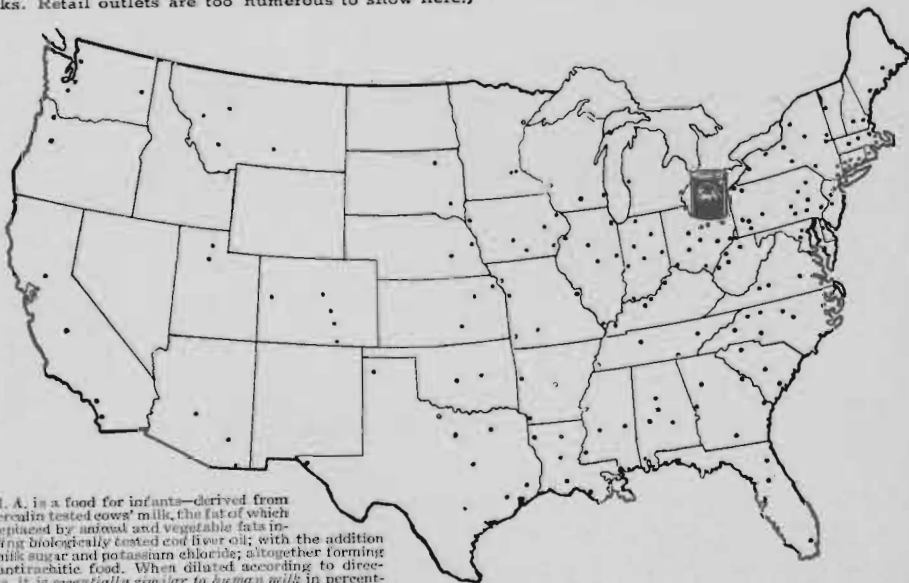 ks. Retail outlets are too numerous to show here.)
. A. is a food for infants—derived from
erculin tested cows' milk, the fat of which
eplaced by animal and vegetable fats in-
ng biologically tested cod liver oil; with the addition
milk sugar and potassium chloride; altogether forming
antirachitic food. When diluted according to direc-
, it is essentially similar to human milk in percent-